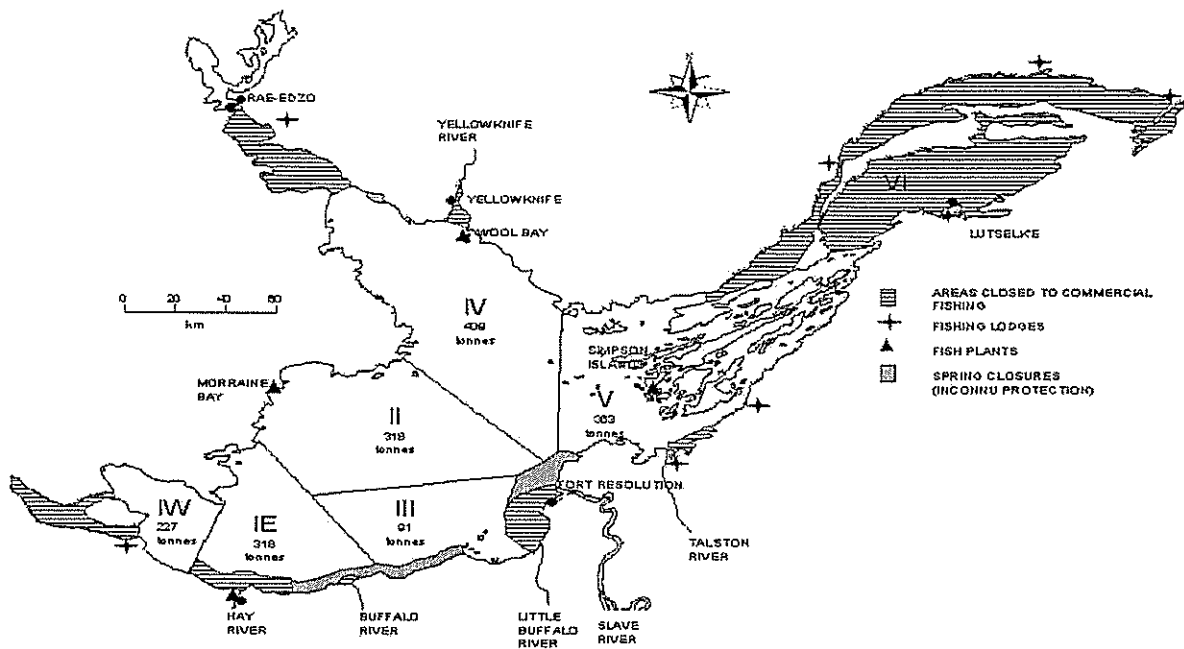 N
RAE-EDZO
YELLOWKNIFE
RIVER
YELLOWKNIFE
WOOL BAY
VI
LUTSELK'E
0 20 40 60
km
IV
409
tonnes
SIMPSON
ISLANDS
MORRAINE
BAY
II
318
tonnes
V
363
tonnes
FORT RESOLUTION
IW
227
tonnes
IE
318
tonnes
III
91
tonnes
TALSTON
RIVER
HAY
RIVER
BUFFALO
RIVER
LITTLE
BUFFALO
RIVER
SLAVE
RIVER
AREAS CLOSED TO COMMERCIAL
FISHING
FISHING LODGES
FISH PLANTS
SPRING CLOSURES
(INCONNU PROTECTION)